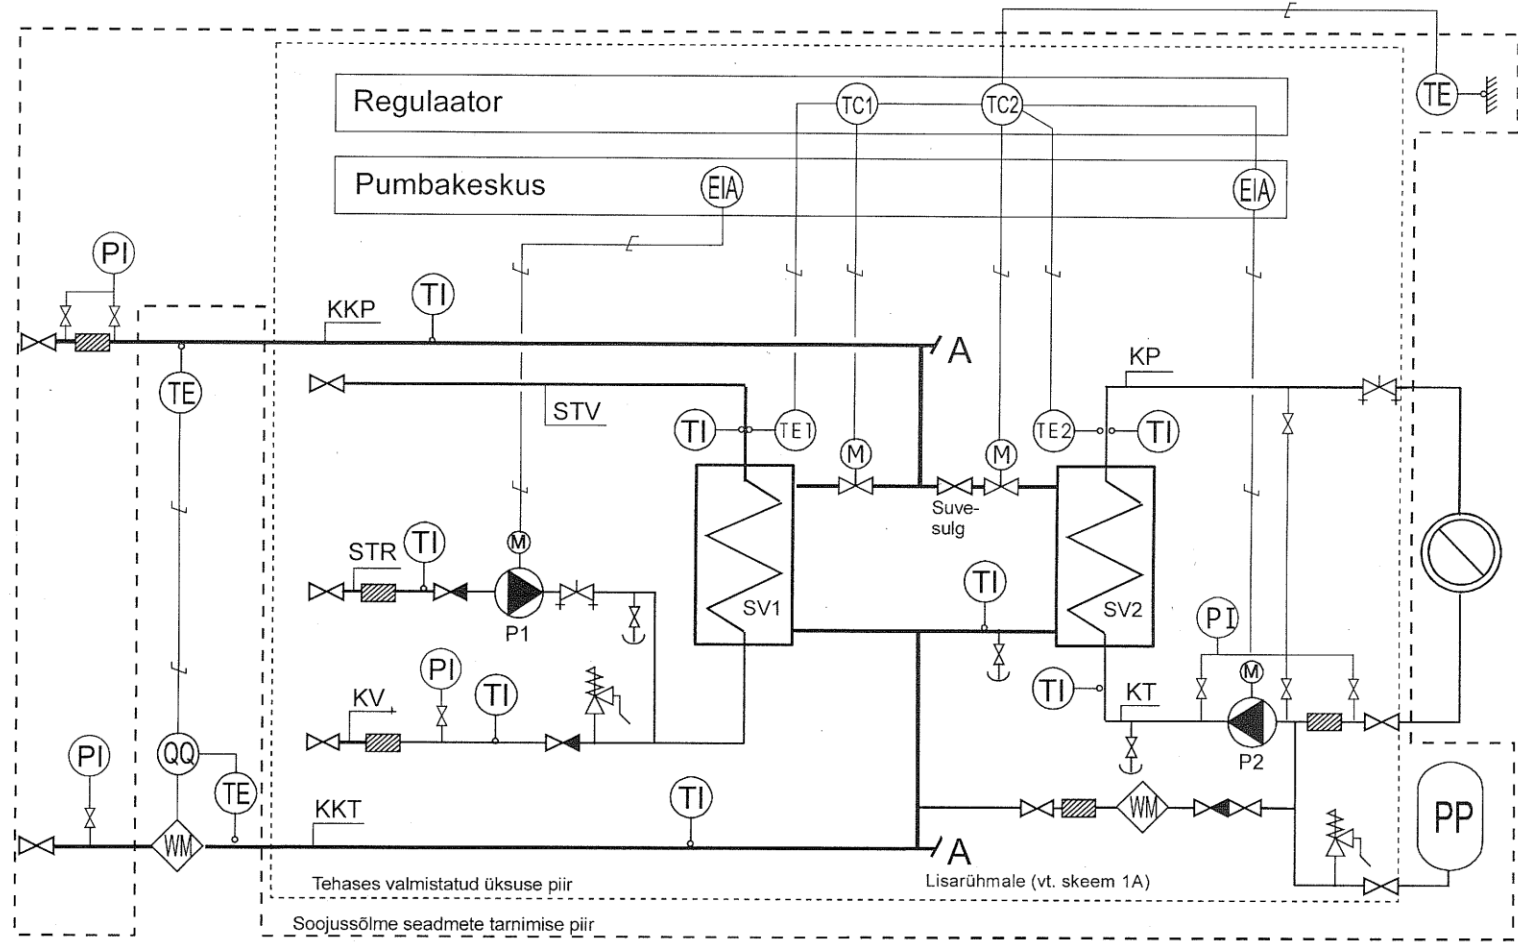 TE
Regulaator
TC1
TC2
Pumbakeskus
EIA
EIA
PI
TI
KKP
A
TE
KP
STV
TI
TE1
M
M
TE2
TI
Suve-
sulg
STR
TI
M
P1
SV1
TI
SV2
PI
KV
PI
TI
TI
KT
M
P2
PI
QQ
TE
WM
KKT
TI
WM
PP
A
Tehases valmistatud üksuse piir
Lisarühmale (vt. skeem 1A)
Soojussõlme seadmete tarnimise piir